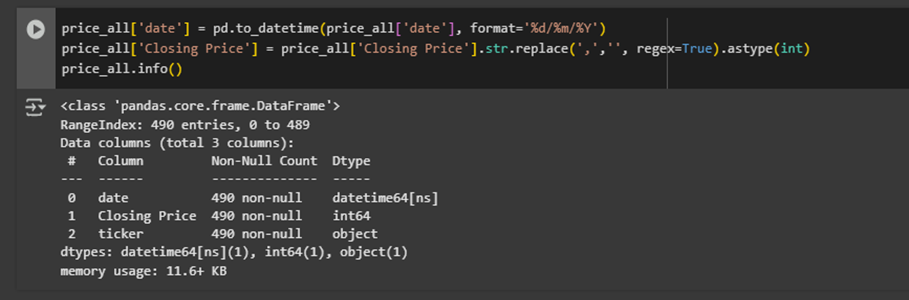 price_all['date'] = pd.to_datetime(price_all['date'], format='%d/%m/%Y')
price_all['Closing Price'] = price_all['Closing Price'].str.replace(',','', regex=True).astype(int)
price_all.info()
<class 'pandas.core.frame.DataFrame'>
RangeIndex: 490 entries, 0 to 489
Data columns (total 3 columns):
 #   Column         Non-Null Count  Dtype
---  ------         --------------  -----
 0   date           490 non-null    datetime64[ns]
 1   Closing Price  490 non-null    int64
 2   ticker         490 non-null    object
dtypes: datetime64[ns](1), int64(1), object(1)
memory usage: 11.6+ KB